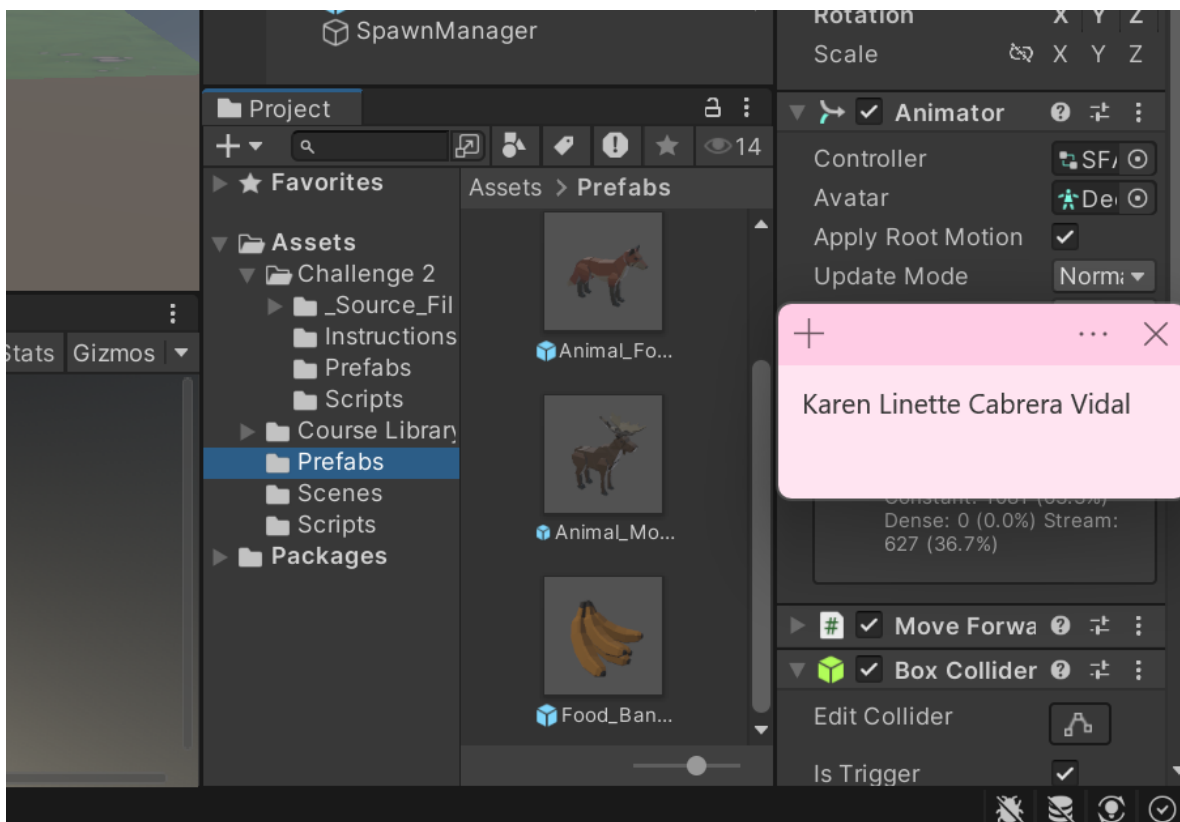 SpawnManager
Project
14
Favorites
Assets
Challenge 2
_Source_Fil
Instructions
Prefabs
Scripts
Course Library
Prefabs
Scenes
Scripts
Packages
Stats Gizmos
Assets > Prefabs
Animal_Fo...
Animal_Mo...
Food_Ban...
Rotation X Y Z
Scale X Y Z
Animator
Controller SFA
Avatar De
Apply Root Motion
Update Mode Norma
Karen Linette Cabrera Vidal
Dense: 0 (0.0%) Stream:
627 (36.7%)
# Move Forwa
Box Collider
Edit Collider
Is Trigger